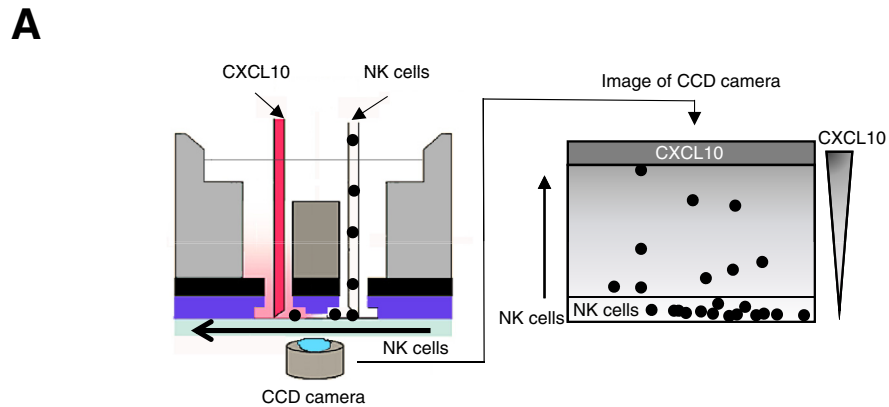 A
CXCL10
NK cells
Image of CCD camera
CXCL10
CXCL10
NK cells
NK cells
NK cells
CCD camera